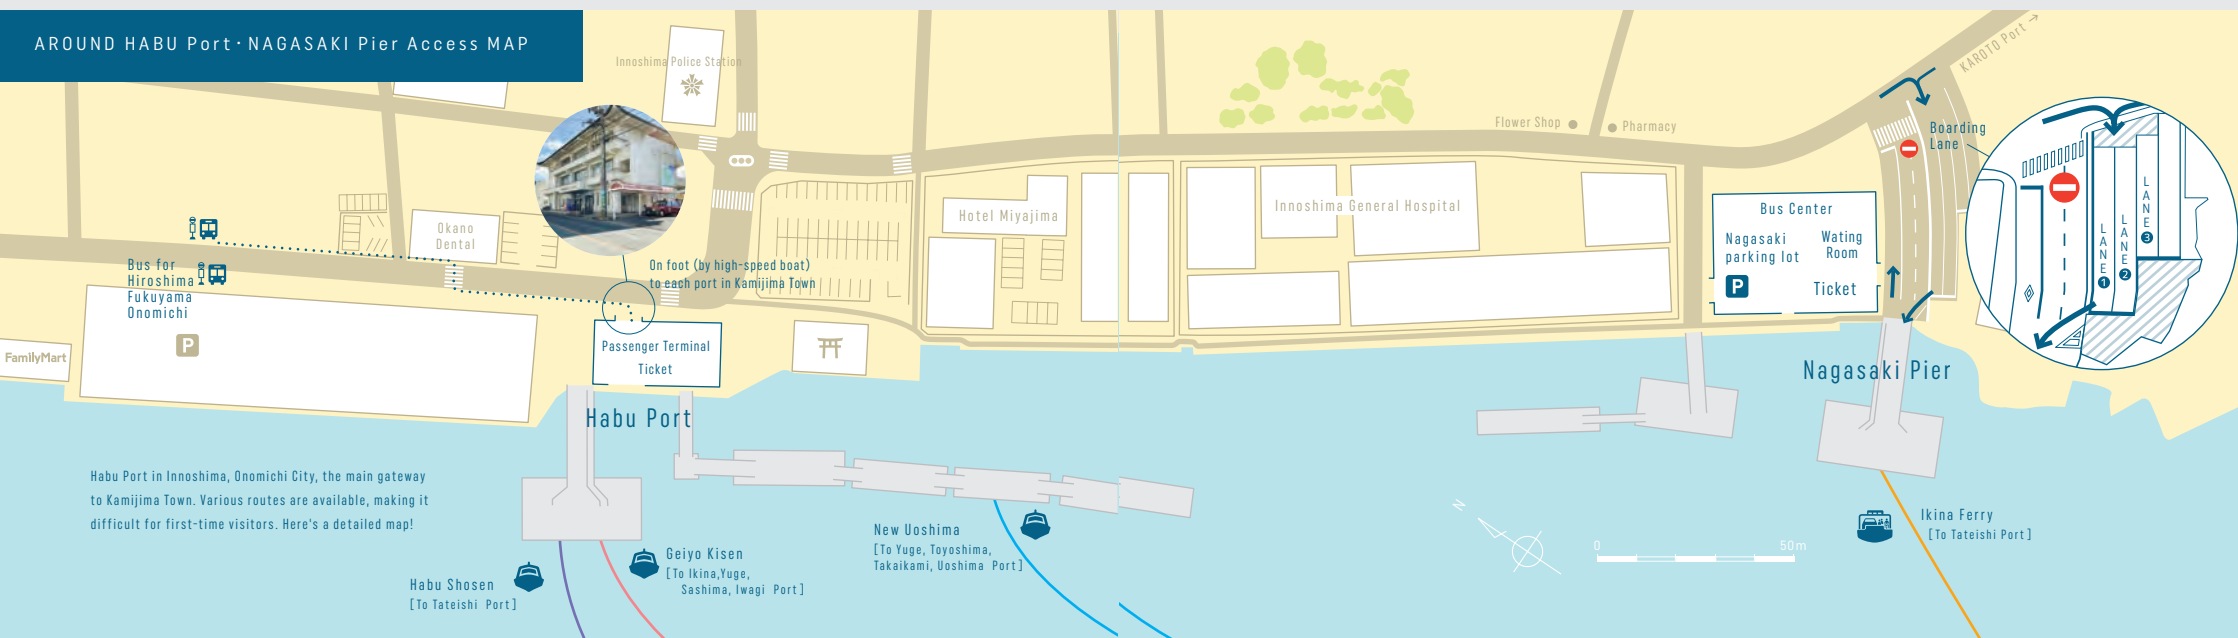 AROUND HABU Port・NAGASAKI Pier Access MAP
Innoshima Police Station
KAROTO Port →
Flower Shop
Pharmacy
Boarding
Lane
LANE 1
LANE 2
LANE 3
Okano
Dental
Hotel Miyajima
Innoshima General Hospital
Bus Center
Nagasaki
parking lot
P
Wating
Room
Ticket
Bus for
Hiroshima
Fukuyama
Onomichi
On foot (by high-speed boat)
to each port in Kamijima Town
P
FamilyMart
Passenger Terminal
Ticket
Habu Port
Nagasaki Pier
Habu Port in Innoshima, Onomichi City, the main gateway
to Kamijima Town. Various routes are available, making it
difficult for first-time visitors. Here's a detailed map!
Habu Shosen
[To Tateishi Port]
Geiyo Kisen
[To Ikina,Yuge,
Sashima, Iwagi Port]
New Uoshima
[To Yuge, Toyoshima,
Takaikami, Uoshima Port]
N
0
50m
Ikina Ferry
[To Tateishi Port]